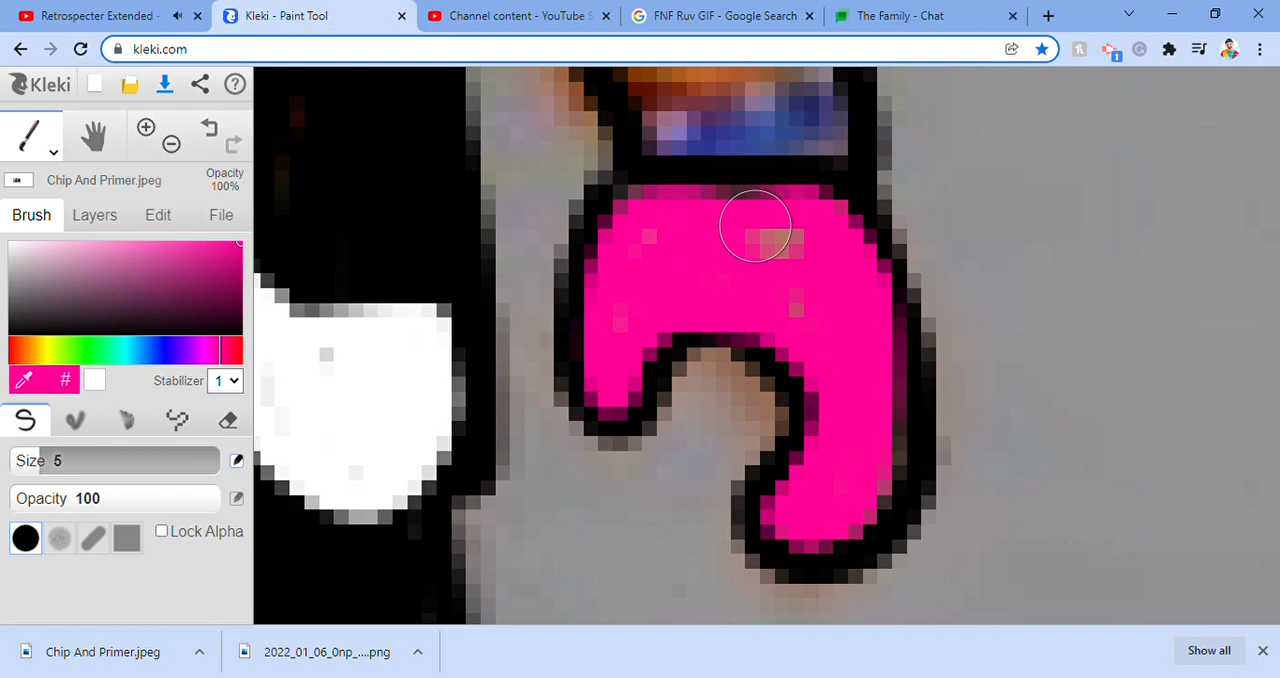 Retrospecter Extended -
Kleki - Paint Tool
Channel content - YouTube S
FNF Ruv GIF - Google Search
The Family - Chat
kleki.com
1
Kleki
Chip And Primer.jpeg
Opacity
100%
Brush
Layers
Edit
File
#
Stabilizer
1
Size 5
Opacity 100
Lock Alpha
Chip And Primer.jpeg
2022_01_06_0np_....png
Show all